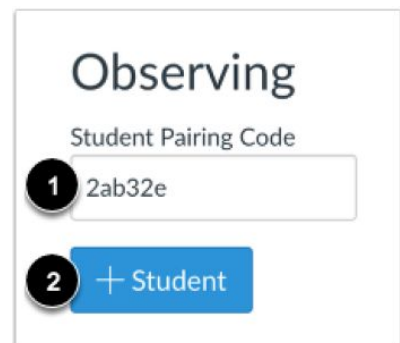 Observing
Student Pairing Code
1 2ab32e
2 + Student